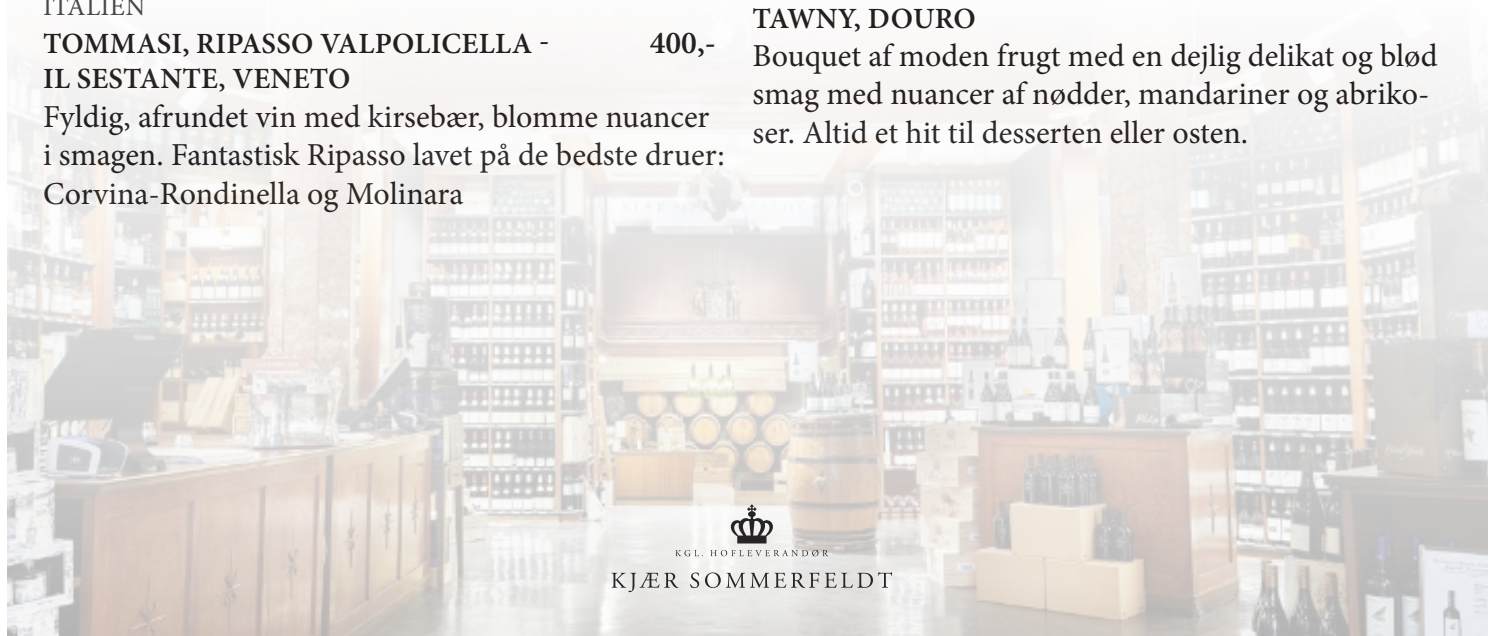 ITALIEN
TOMMASI, RIPASSO VALPOLICELLA - 400,-
IL SESTANTE, VENETO
Fyldig, afrundet vin med kirsebær, blomme nuancer
i smagen. Fantastisk Ripasso lavet på de bedste druer:
Corvina-Rondinella og Molinara
TAWNY, DOURO
Bouquet af moden frugt med en dejlig delikat og blød
smag med nuancer af nødder, mandariner og abriko-
ser. Altid et hit til desserten eller osten.
KGL. HOFLEVERANDØR
KJÆR SOMMERFELDT